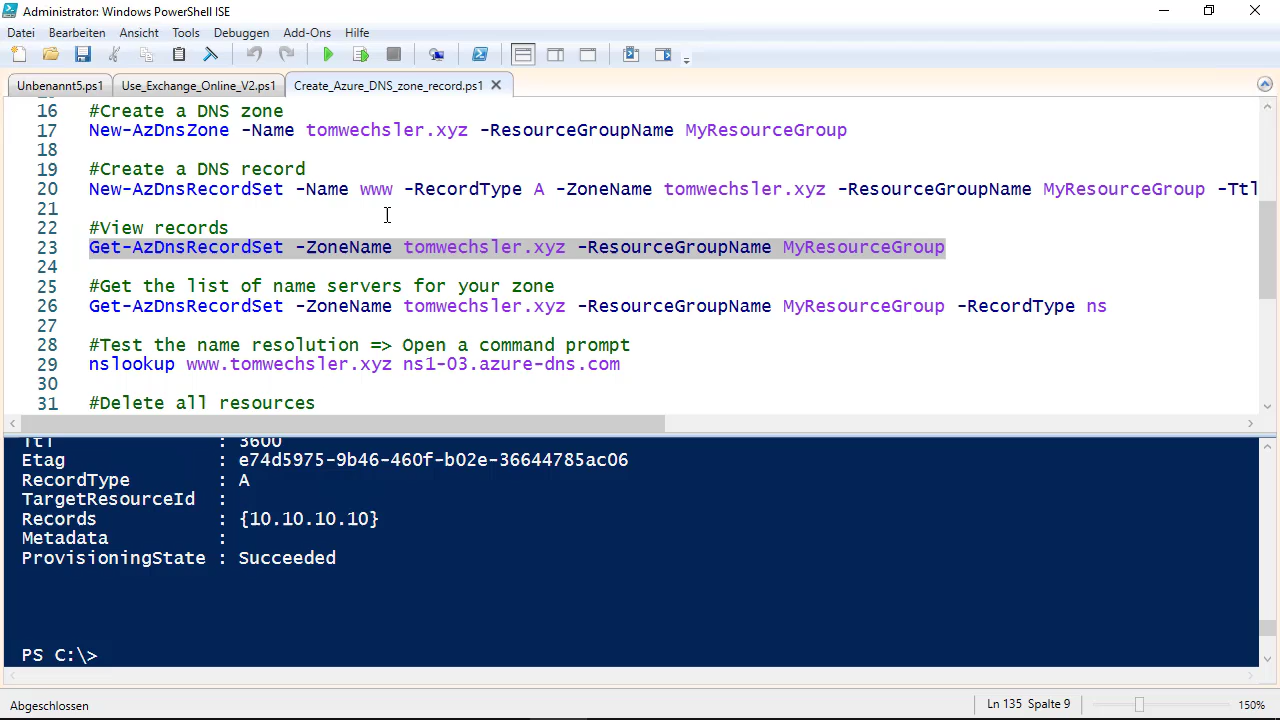 Administrator: Windows PowerShell ISE
Datei Bearbeiten Ansicht Tools Debuggen Add-Ons Hilfe
Unbenannt5.ps1 Use_Exchange_Online_V2.ps1 Create_Azure_DNS_zone_record.ps1
16 #Create a DNS zone
17 New-AzDnsZone -Name tomwechsler.xyz -ResourceGroupName MyResourceGroup
18
19 #Create a DNS record
20 New-AzDnsRecordSet -Name www -RecordType A -ZoneName tomwechsler.xyz -ResourceGroupName MyResourceGroup -Ttl
21
22 #View records
23 Get-AzDnsRecordSet -ZoneName tomwechsler.xyz -ResourceGroupName MyResourceGroup
24
25 #Get the list of name servers for your zone
26 Get-AzDnsRecordSet -ZoneName tomwechsler.xyz -ResourceGroupName MyResourceGroup -RecordType ns
27
28 #Test the name resolution => Open a command prompt
29 nslookup www.tomwechsler.xyz ns1-03.azure-dns.com
30
31 #Delete all resources
Ttl : 3600
Etag : e74d5975-9b46-460f-b02e-36644785ac06
RecordType : A
TargetResourceId :
Records : {10.10.10.10}
Metadata :
ProvisioningState : Succeeded
PS C:\>
Abgeschlossen Ln 135 Spalte 9 150%